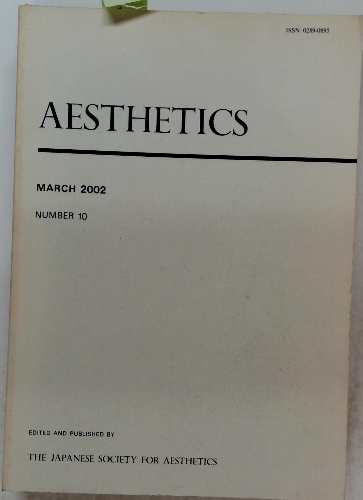 ISSN 0289-0895
AESTHETICS
MARCH 2002
NUMBER 10
EDITED AND PUBLISHED BY
THE JAPANESE SOCIETY FOR AESTHETICS